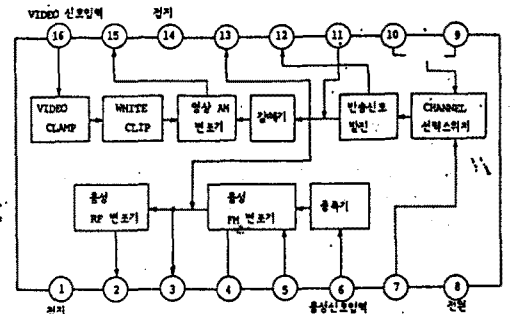 VIDEO 신호입력
접지
16 15 14 13 12 11 10 9
VIDEO
CLAMP
WHITE
CLIP
영상 AM
변조기
감쇄기
반송신호
발진
CHANNEL
선택스위치
음성
RF 변조기
음성
FM 변조기
증폭기
1 2 3 4 5 6 7 8
접지
음성신호입력
전원